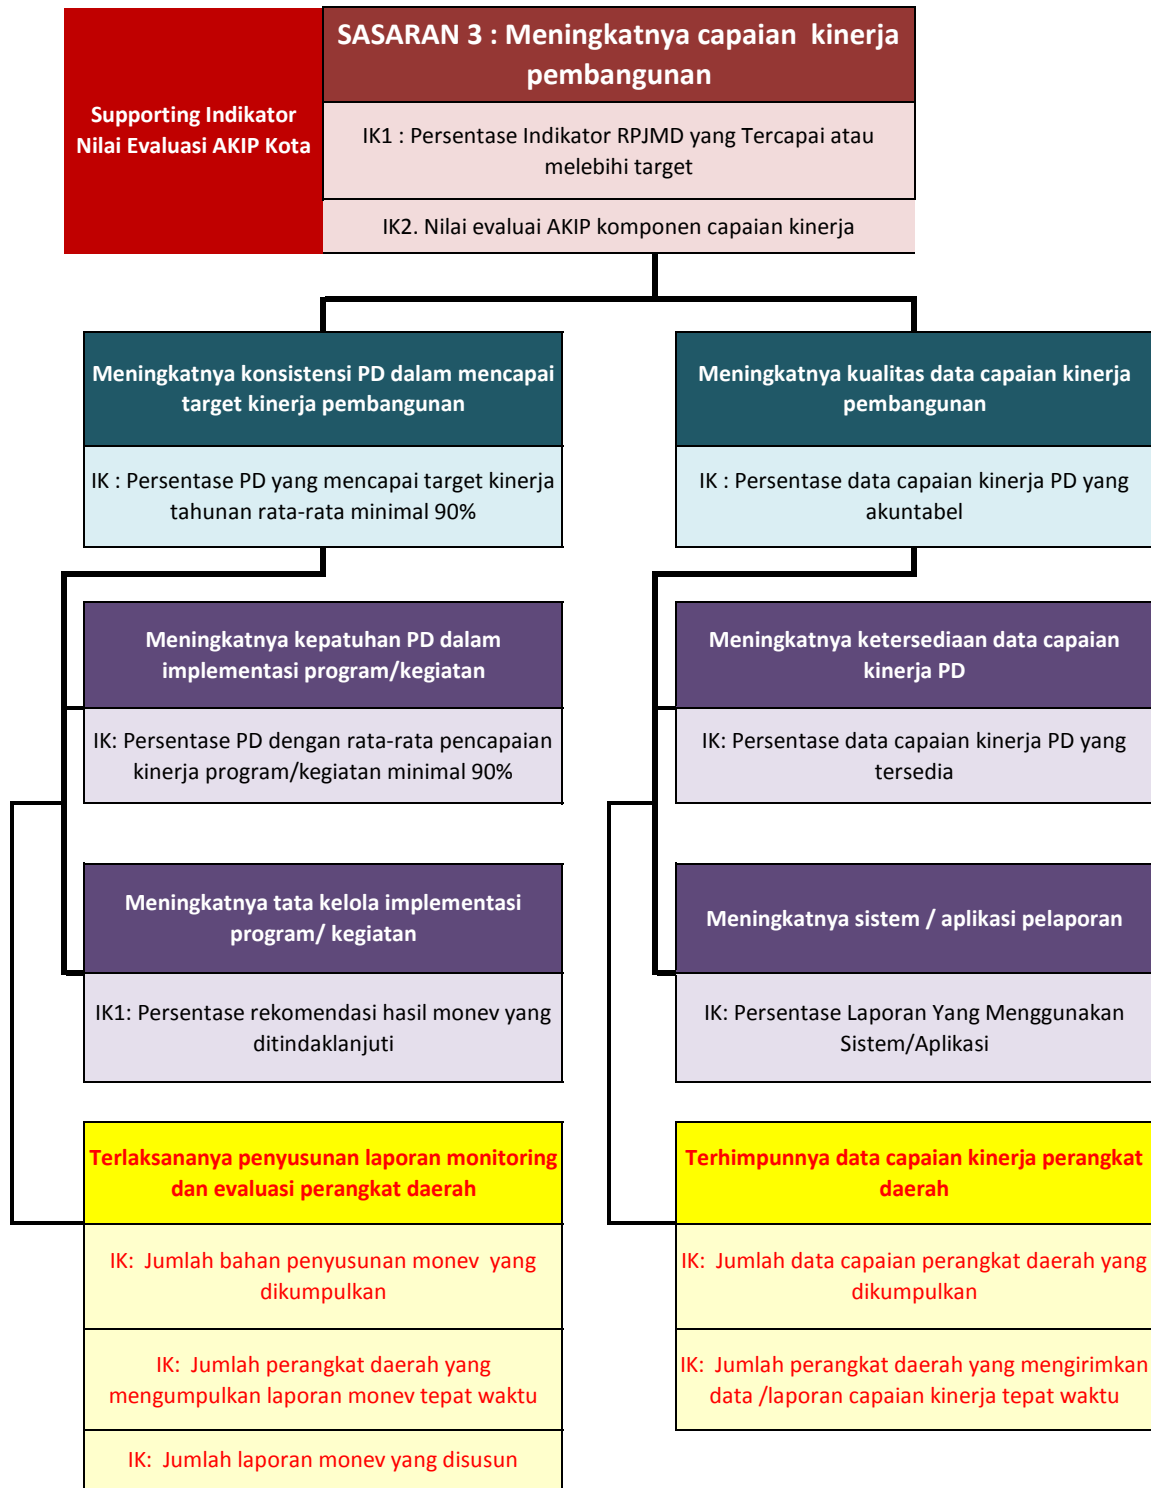 Supporting Indikator
Nilai Evaluasi AKIP Kota
SASARAN 3 : Meningkatnya capaian kinerja
pembangunan
IK1 : Persentase Indikator RPJMD yang Tercapai atau
melebihi target
IK2. Nilai evaluai AKIP komponen capaian kinerja
Meningkatnya konsistensi PD dalam mencapai
target kinerja pembangunan
IK : Persentase PD yang mencapai target kinerja
tahunan rata-rata minimal 90%
Meningkatnya kualitas data capaian kinerja
pembangunan
IK : Persentase data capaian kinerja PD yang
akuntabel
Meningkatnya kepatuhan PD dalam
implementasi program/kegiatan
IK: Persentase PD dengan rata-rata pencapaian
kinerja program/kegiatan minimal 90%
Meningkatnya ketersediaan data capaian
kinerja PD
IK: Persentase data capaian kinerja PD yang
tersedia
Meningkatnya tata kelola implementasi
program/ kegiatan
IK1: Persentase rekomendasi hasil monev yang
ditindaklanjuti
Meningkatnya sistem / aplikasi pelaporan
IK: Persentase Laporan Yang Menggunakan
Sistem/Aplikasi
Terlaksananya penyusunan laporan monitoring
dan evaluasi perangkat daerah
IK: Jumlah bahan penyusunan monev yang
dikumpulkan
IK: Jumlah perangkat daerah yang
mengumpulkan laporan monev tepat waktu
IK: Jumlah laporan monev yang disusun
Terhimpunnya data capaian kinerja perangkat
daerah
IK: Jumlah data capaian perangkat daerah yang
dikumpulkan
IK: Jumlah perangkat daerah yang mengirimkan
data /laporan capaian kinerja tepat waktu